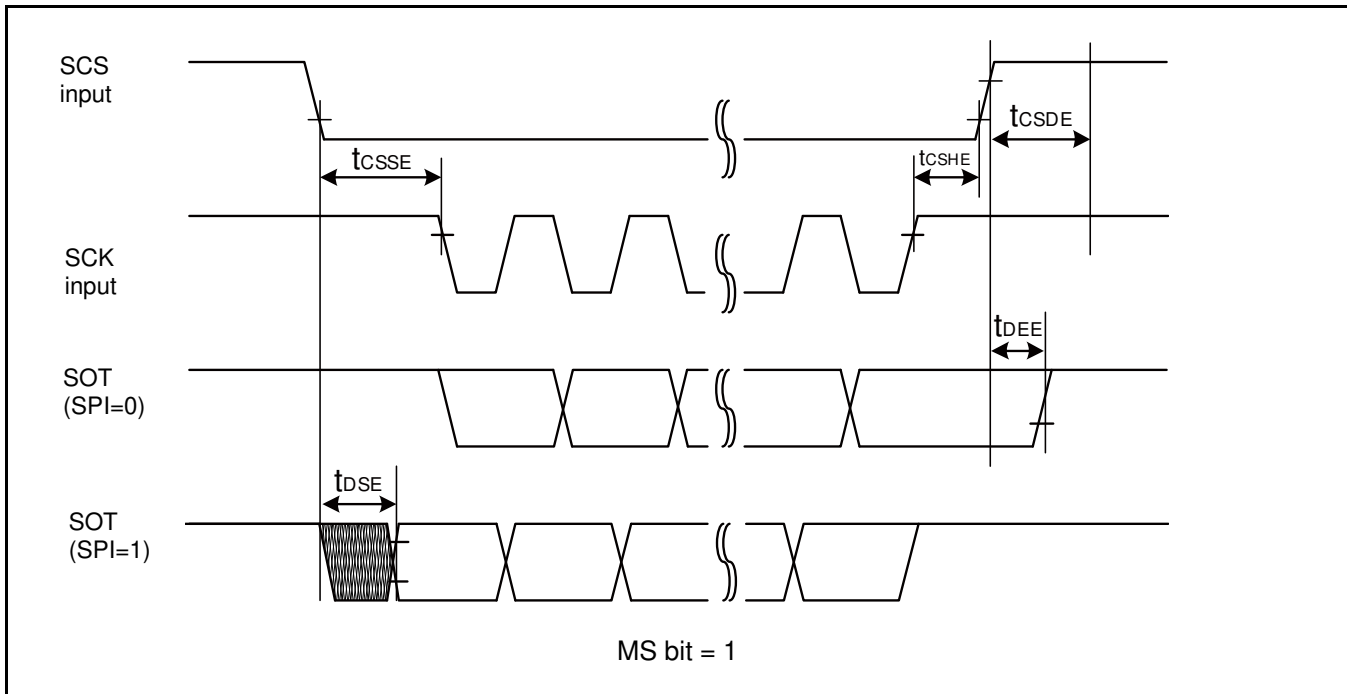 SCS
input
tCSDE
tCSSE
tCSHE
SCK
input
tDEE
SOT
(SPI=0)
tDSE
SOT
(SPI=1)
MS bit = 1